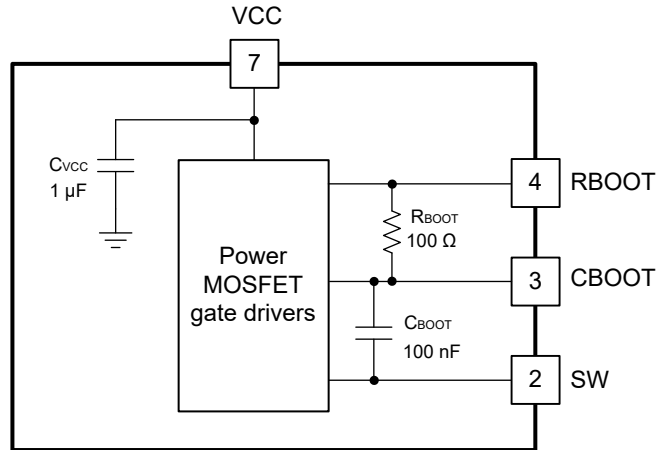 VCC
7
CVCC
1 µF
4
RBOOT
RBOOT
100 Ω
Power
MOSFET
gate drivers
3
CBOOT
CBOOT
100 nF
2
SW